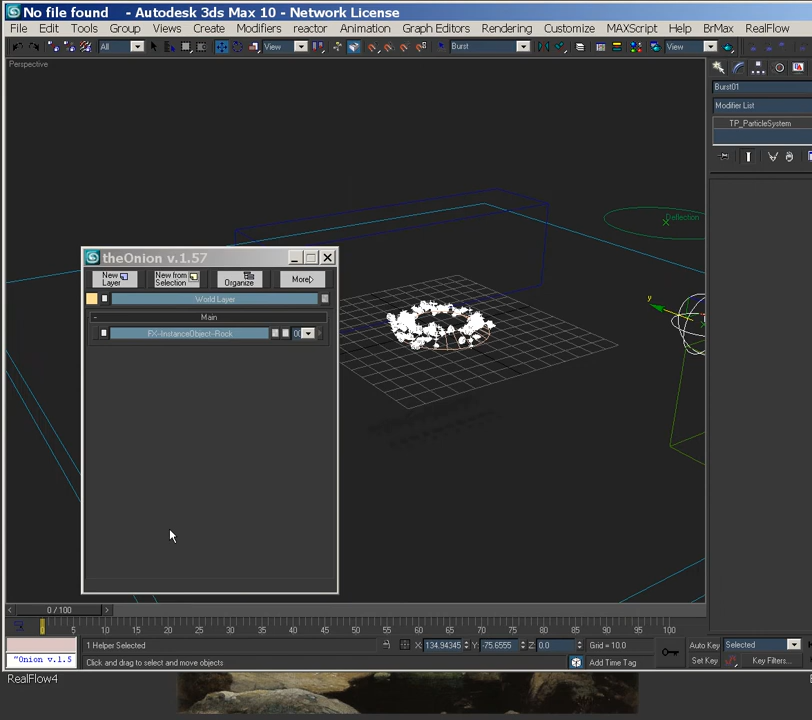 No file found - Autodesk 3ds Max 10 - Network License
File Edit Tools Group Views Create Modifiers reactor Animation Graph Editors Rendering Customize MAXScript Help BrMax RealFlow
All View Burst View
Perspective
Burst01
Modifier List
TP_ParticleSystem
Deflection
y
theOnion v.1.57
New Layer New from Selection Organize More>
World Layer
- Main
FX-InstanceObject-Rock
< 0 / 100 >
0 5 10 15 20 25 30 35 40 45 50 55 60 65 70 75 80 85 90 95 100
1 Helper Selected X: 134.94345 Y: -75.6555 Z: 0.0 Grid = 10.0 Auto Key Selected
"Onion v.1.5 Click and drag to select and move objects Add Time Tag Set Key Key Filters...
RealFlow4